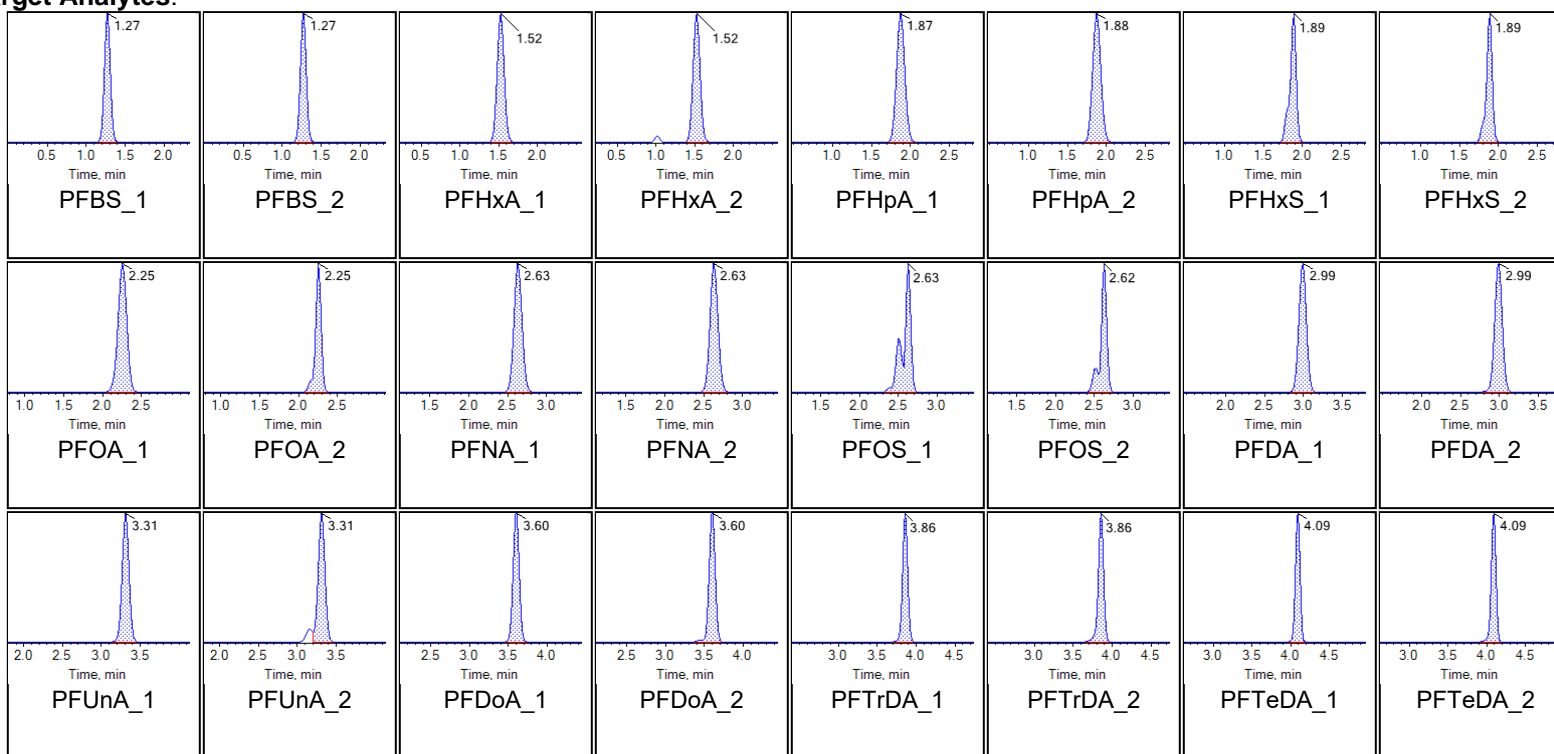 rget Analytes:
1.27 1.27 1.52 1.52 1.87 1.88 1.89 1.89
0.5 1.0 1.5 2.0 0.5 1.0 1.5 2.0 0.5 1.0 1.5 2.0 0.5 1.0 1.5 2.0 1.0 1.5 2.0 2.5 1.0 1.5 2.0 2.5 1.0 1.5 2.0 2.5 1.0 1.5 2.0 2.5
Time, min Time, min Time, min Time, min Time, min Time, min Time, min Time, min
PFBS_1 PFBS_2 PFHxA_1 PFHxA_2 PFHpA_1 PFHpA_2 PFHxS_1 PFHxS_2
2.25 2.25 2.63 2.63 2.63 2.62 2.99 2.99
1.0 1.5 2.0 2.5 1.0 1.5 2.0 2.5 1.5 2.0 2.5 3.0 1.5 2.0 2.5 3.0 1.5 2.0 2.5 3.0 1.5 2.0 2.5 3.0 2.0 2.5 3.0 3.5 2.0 2.5 3.0 3.5
Time, min Time, min Time, min Time, min Time, min Time, min Time, min Time, min
PFOA_1 PFOA_2 PFNA_1 PFNA_2 PFOS_1 PFOS_2 PFDA_1 PFDA_2
3.31 3.31 3.60 3.60 3.86 3.86 4.09 4.09
2.0 2.5 3.0 3.5 2.0 2.5 3.0 3.5 2.5 3.0 3.5 4.0 2.5 3.0 3.5 4.0 3.0 3.5 4.0 4.5 3.0 3.5 4.0 4.5 3.0 3.5 4.0 4.5 3.0 3.5 4.0 4.5
Time, min Time, min Time, min Time, min Time, min Time, min Time, min Time, min
PFUnA_1 PFUnA_2 PFDoA_1 PFDoA_2 PFTrDA_1 PFTrDA_2 PFTeDA_1 PFTeDA_2